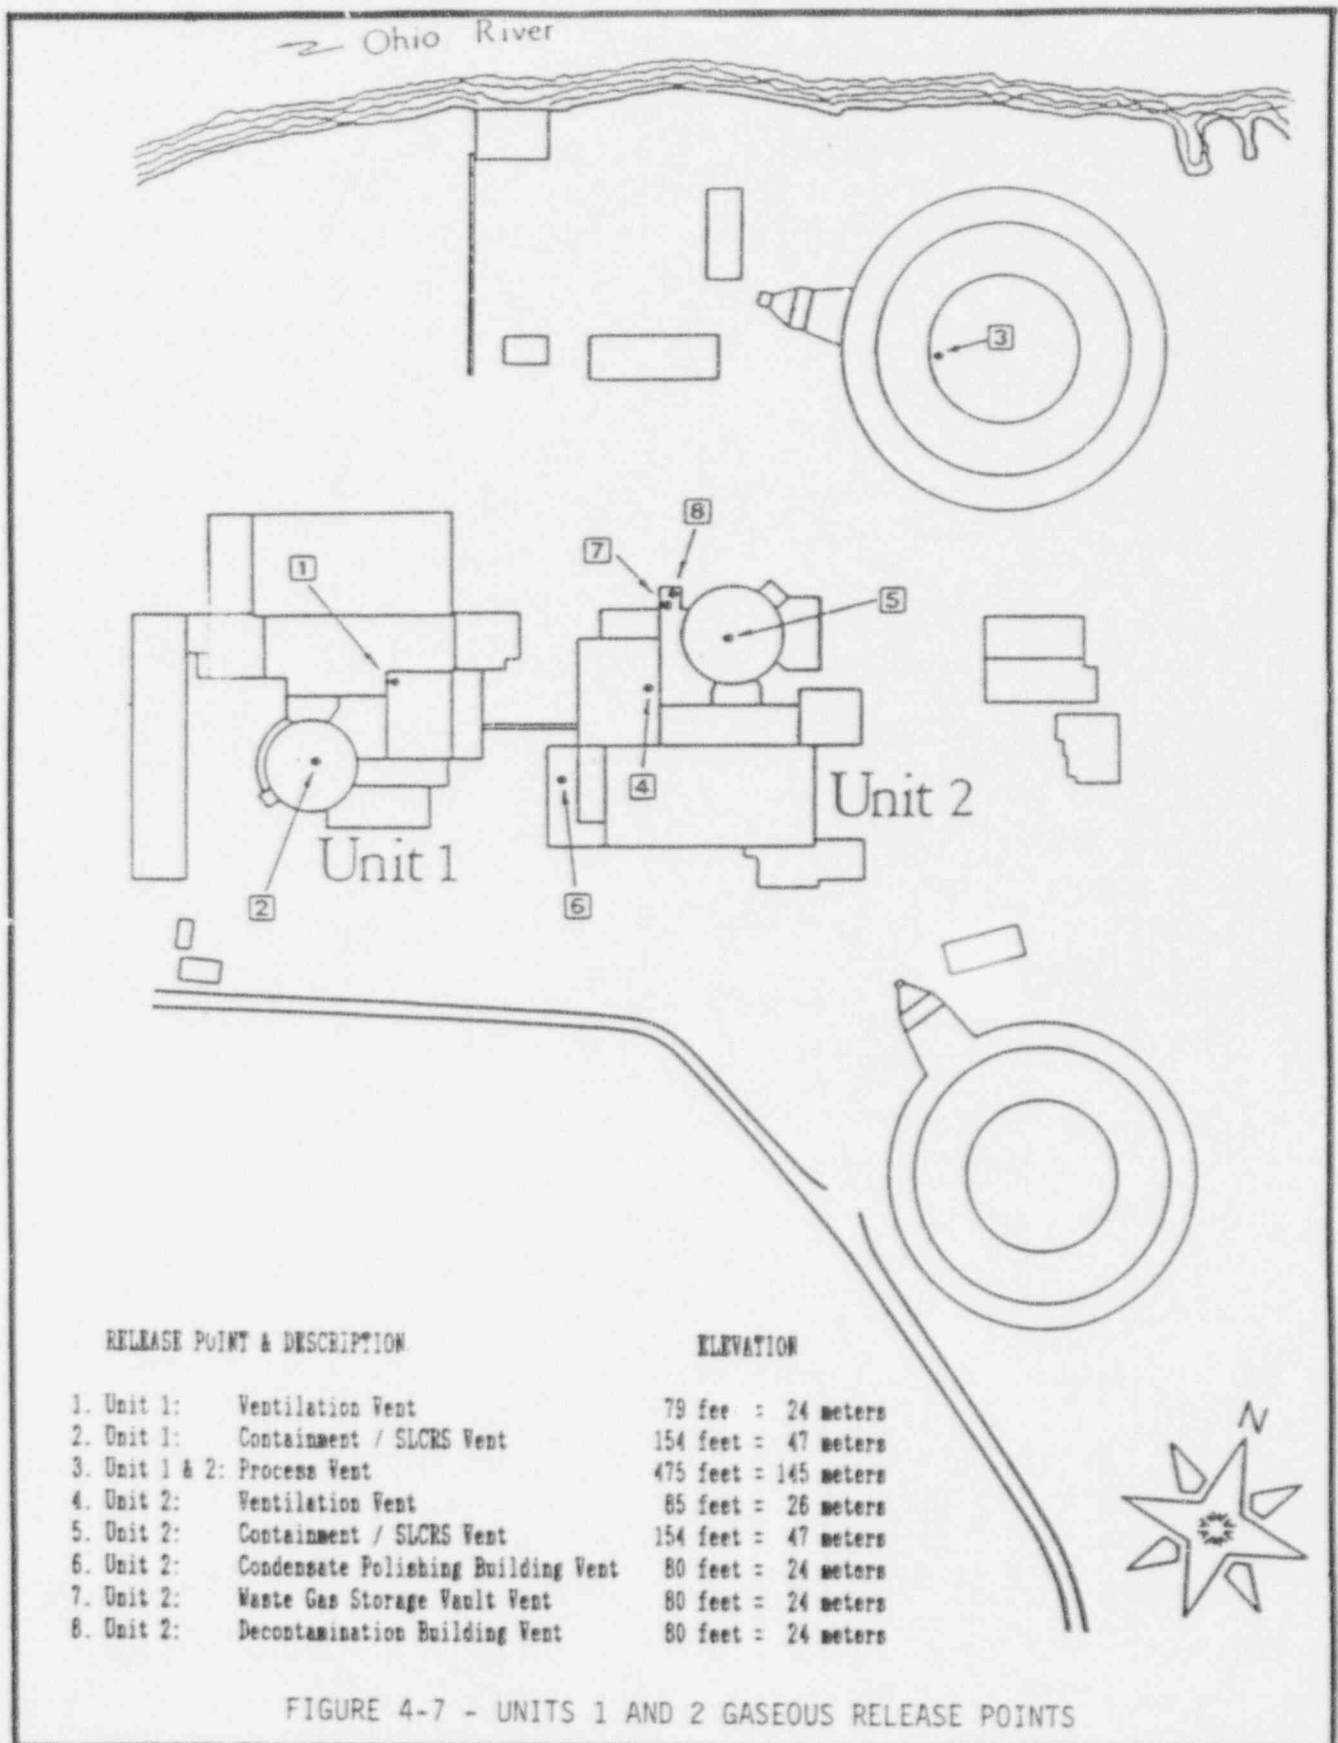 Ohio River
3
8
7
1
5
4
Unit 2
Unit 1
2
6
RELEASE POINT & DESCRIPTION ELEVATION
1. Unit 1: Ventilation Vent 79 fee = 24 meters
2. Unit 1: Containment / SLCRS Vent 154 feet = 47 meters
3. Unit 1 & 2: Process Vent 475 feet = 145 meters
4. Unit 2: Ventilation Vent 85 feet = 26 meters
5. Unit 2: Containment / SLCRS Vent 154 feet = 47 meters
6. Unit 2: Condensate Polishing Building Vent 80 feet = 24 meters
7. Unit 2: Waste Gas Storage Vault Vent 80 feet = 24 meters
8. Unit 2: Decontamination Building Vent 80 feet = 24 meters
N
FIGURE 4-7 - UNITS 1 AND 2 GASEOUS RELEASE POINTS